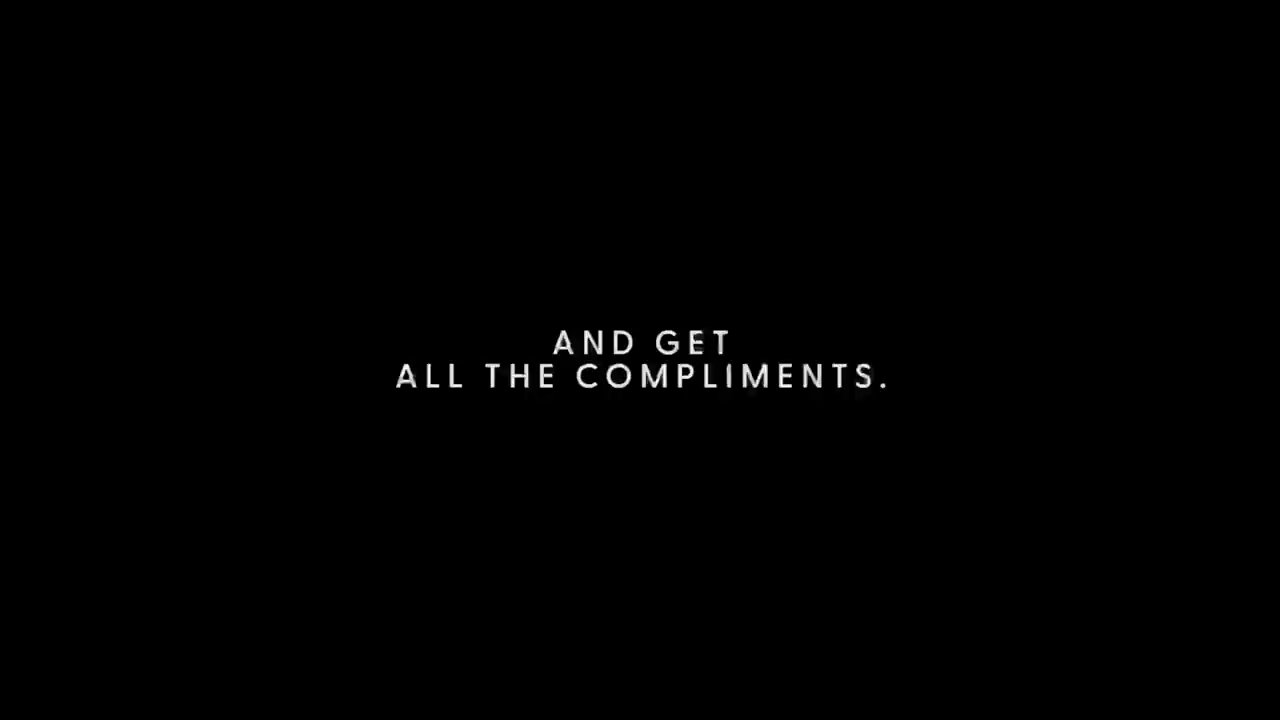 AND GET
ALL THE COMPLIMENTS.